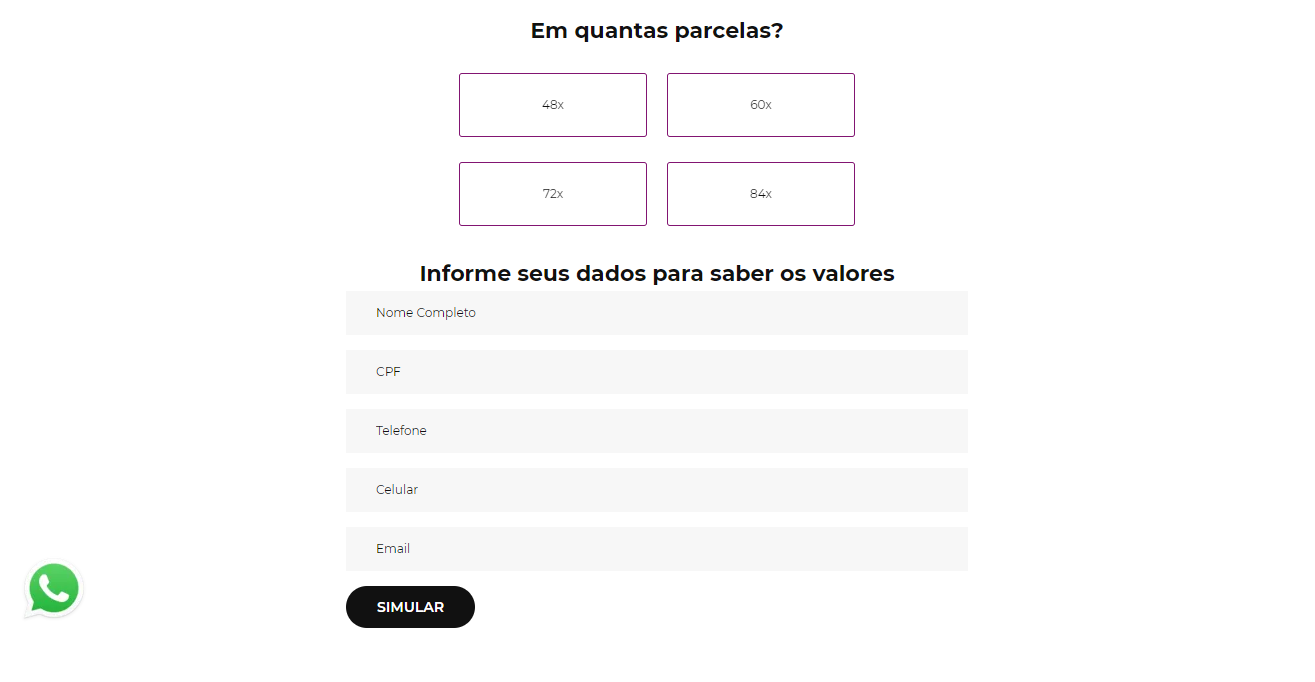 Em quantas parcelas?
48x
60x
72x
84x
Informe seus dados para saber os valores
Nome Completo
CPF
Telefone
Celular
Email
SIMULAR